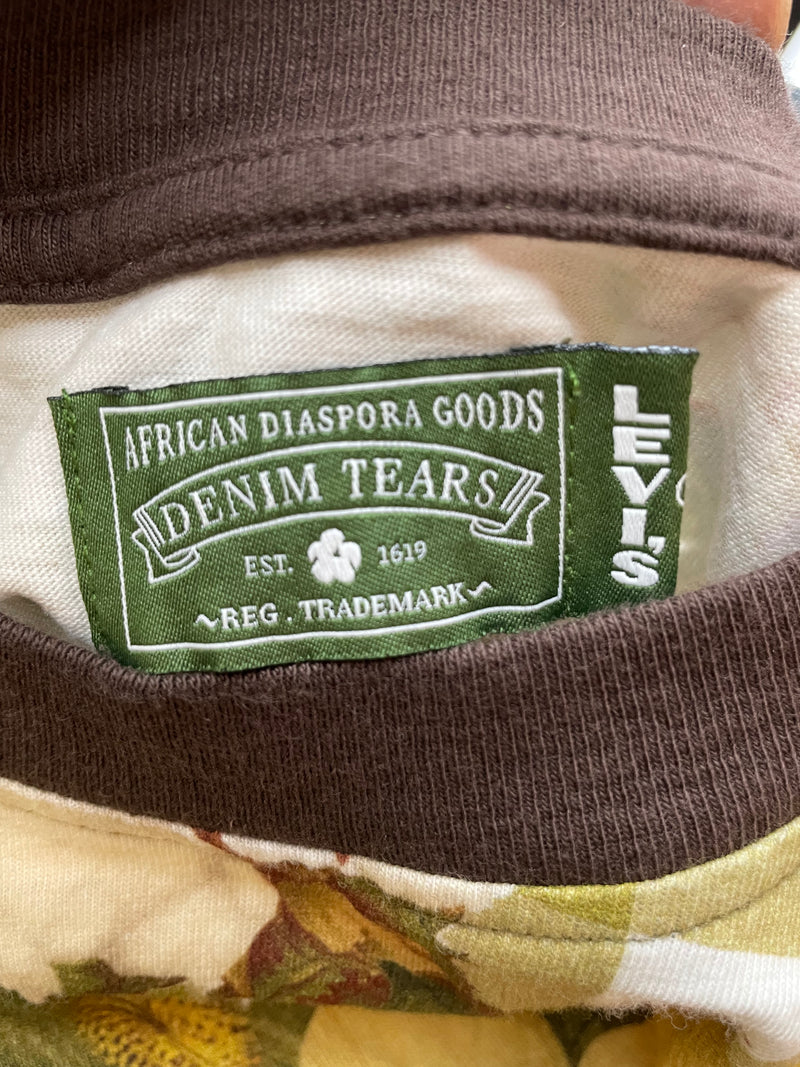 AFRICAN DIASPORA GOODS
DENIM TEARS
EST. 1619
~REG. TRADEMARK~
LEVI'S